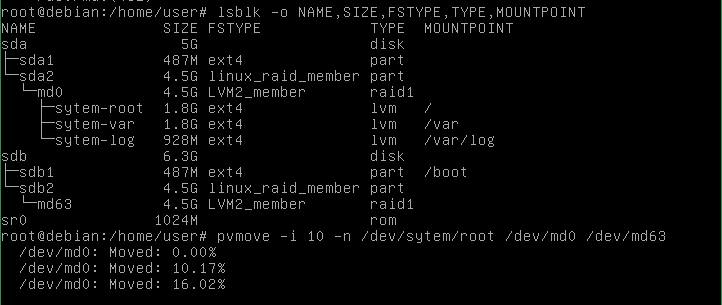 root@debian:/home/user# lsblk -o NAME,SIZE,FSTYPE,TYPE,MOUNTPOINT
NAME SIZE FSTYPE TYPE MOUNTPOINT
sda 5G disk
├─sda1 487M ext4 part
└─sda2 4.5G linux_raid_member part
└─md0 4.5G LVM2_member raid1
├─sytem-root 1.8G ext4 lvm /
├─sytem-var 1.8G ext4 lvm /var
└─sytem-log 928M ext4 lvm /var/log
sdb 6.3G disk
├─sdb1 487M ext4 part /boot
└─sdb2 4.5G linux_raid_member part
└─md63 4.5G LVM2_member raid1
sr0 1024M rom
root@debian:/home/user# pvmove -i 10 -n /dev/sytem/root /dev/md0 /dev/md63
/dev/md0: Moved: 0.00%
/dev/md0: Moved: 10.17%
/dev/md0: Moved: 16.02%